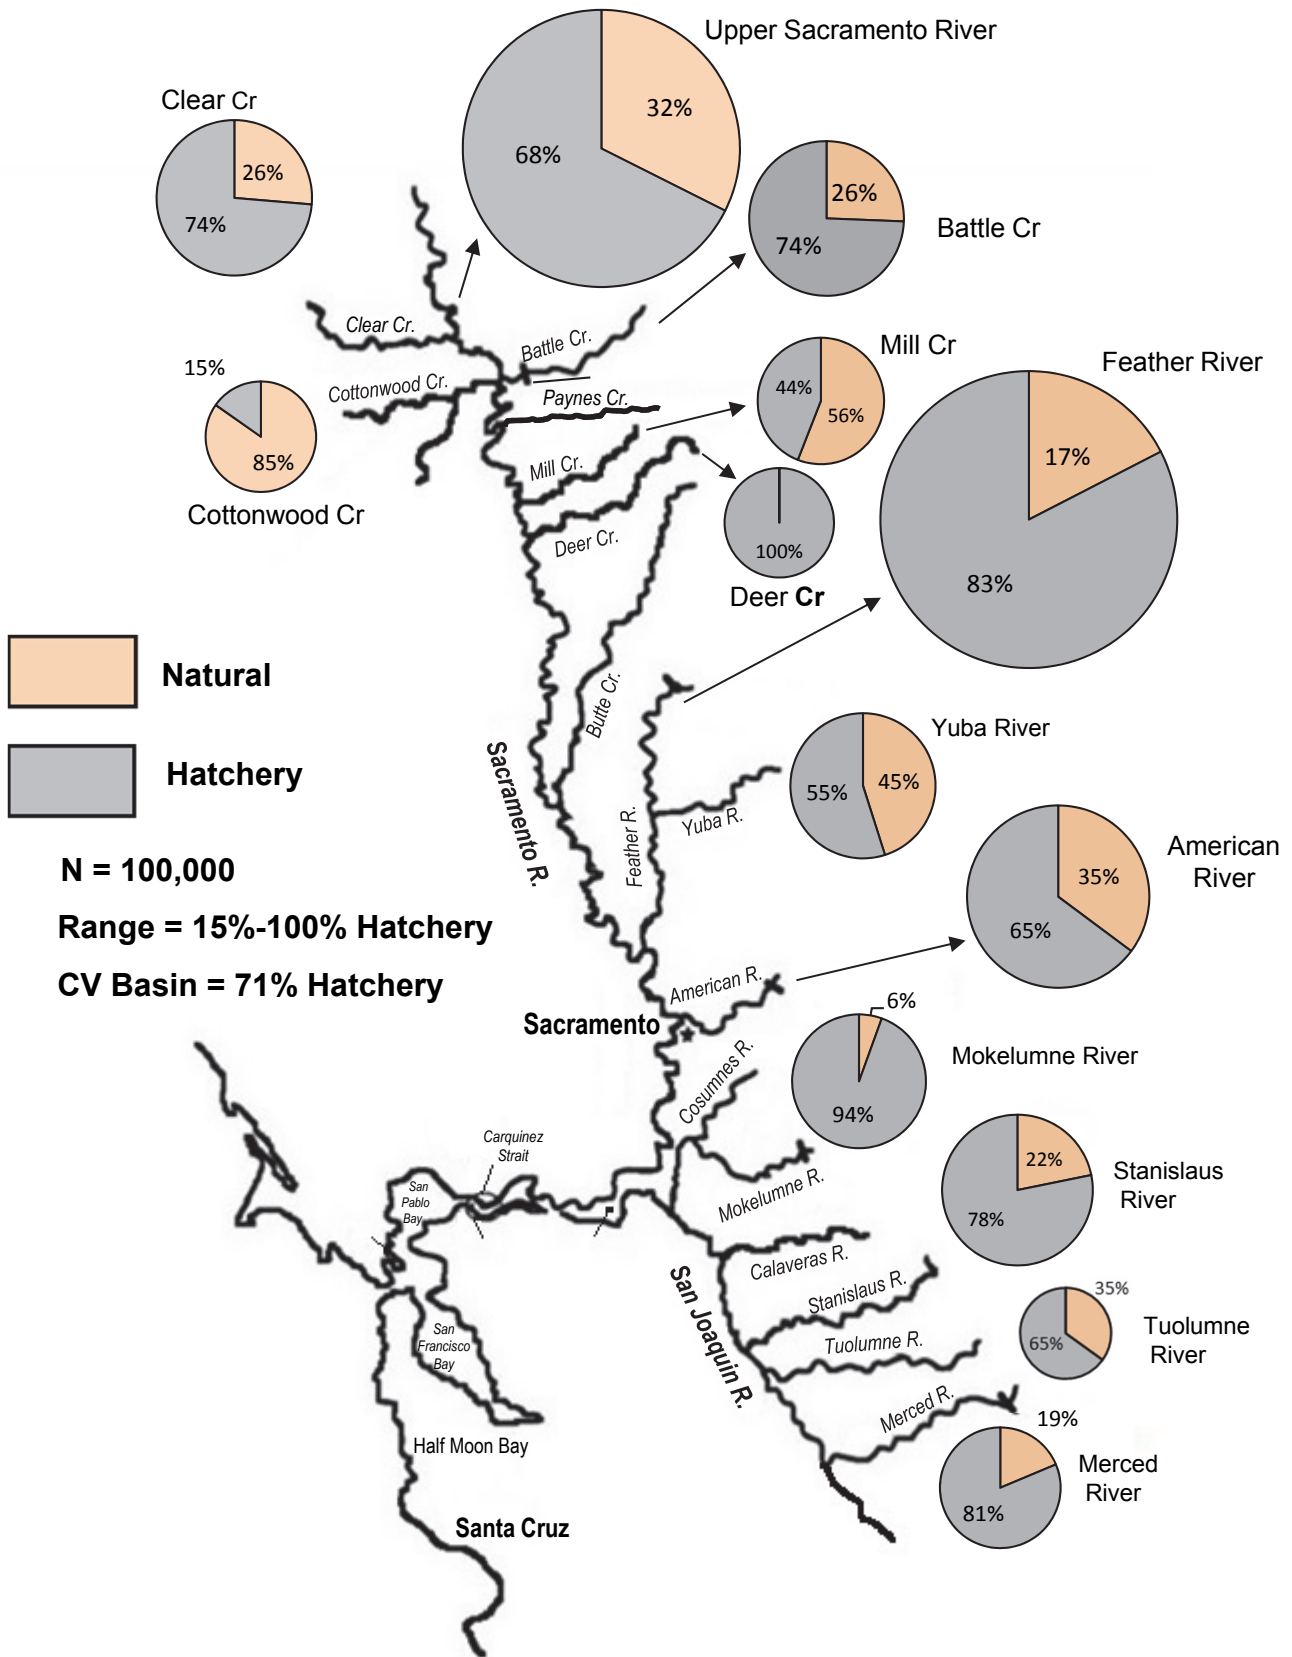 Upper Sacramento River
32%
68%
Clear Cr
26%
74%
26%
74%
Battle Cr
Clear Cr.
Battle Cr.
Cottonwood Cr.
Paynes Cr.
Mill Cr
44%
56%
Feather River
17%
83%
15%
85%
Cottonwood Cr
Mill Cr.
Deer Cr.
100%
Deer Cr
Natural
Hatchery
N = 100,000
Range = 15%-100% Hatchery
CV Basin = 71% Hatchery
Butte Cr.
Sacramento R.
Feather R.
Yuba R.
Yuba River
55%
45%
American
River
35%
65%
American R.
Sacramento
6%
94%
Mokelumne River
Cosumnes R.
Mokelumne R.
Carquinez
Strait
San
Pablo
Bay
22%
78%
Stanislaus
River
Calaveras R.
Stanislaus R.
San Joaquin R.
Tuolumne R.
35%
65%
Tuolumne
River
San
Francisco
Bay
Merced R.
19%
81%
Merced
River
Half Moon Bay
Santa Cruz